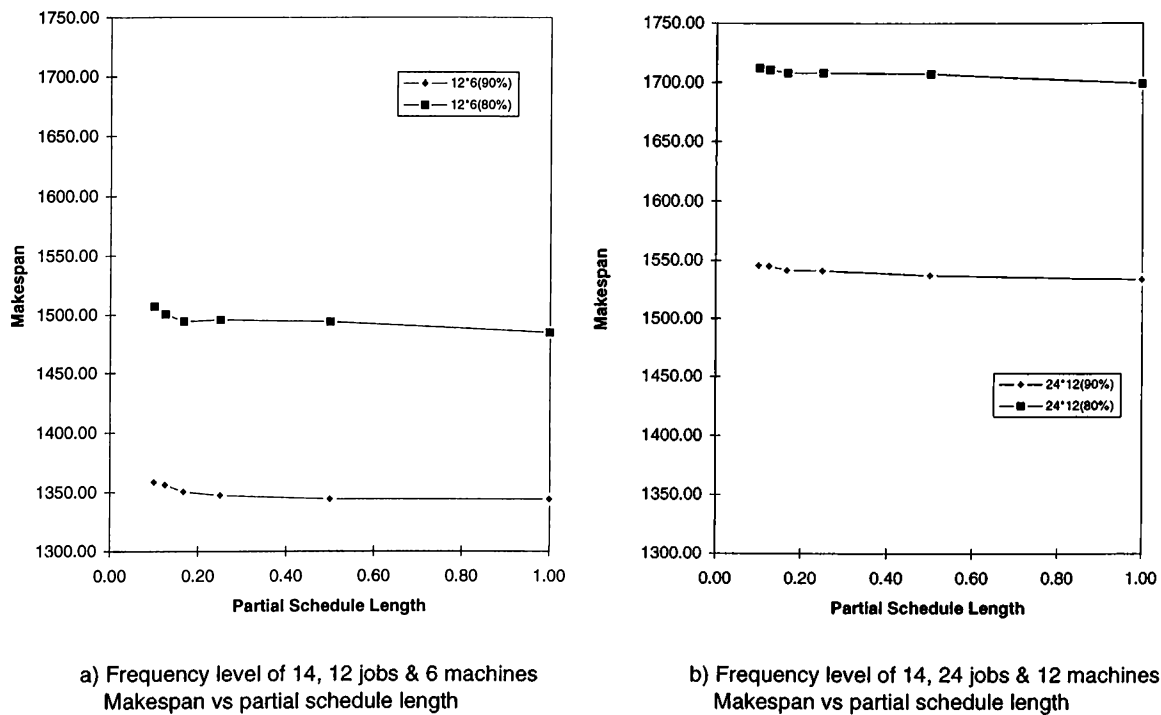 1750.00
1700.00
1650.00
1600.00
1550.00
1500.00
1450.00
1400.00
1350.00
1300.00
Makespan
12*6(90%)
12*6(80%)
0.00 0.20 0.40 0.60 0.80 1.00
Partial Schedule Length
a) Frequency level of 14, 12 jobs & 6 machines
Makespan vs partial schedule length
1750.00
1700.00
1650.00
1600.00
1550.00
1500.00
1450.00
1400.00
1350.00
1300.00
Makespan
24*12(90%)
24*12(80%)
0.00 0.20 0.40 0.60 0.80 1.00
Partial Schedule Length
b) Frequency level of 14, 24 jobs & 12 machines
Makespan vs partial schedule length